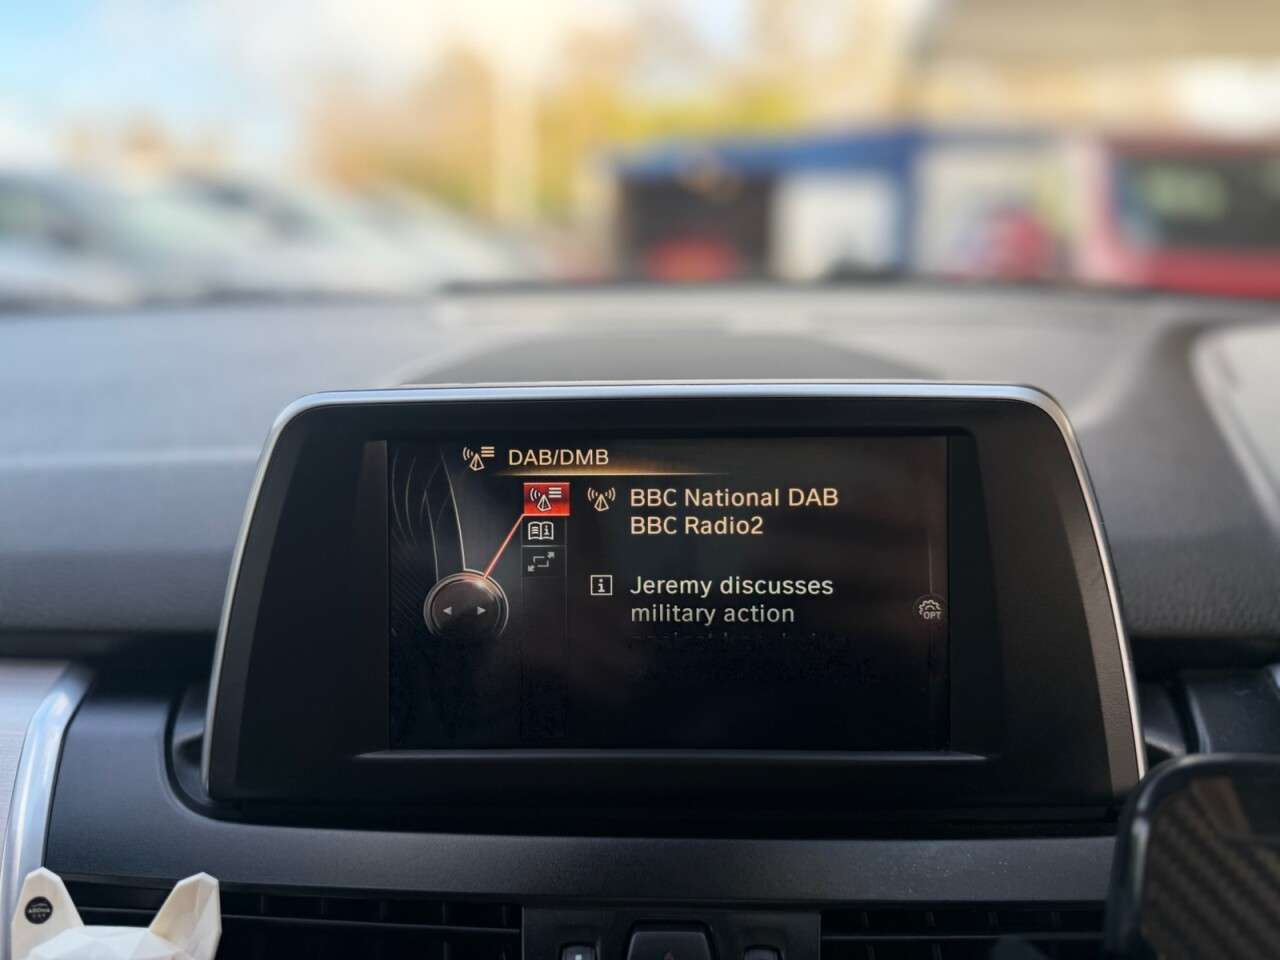 DAB/DMB
BBC National DAB
BBC Radio2
Jeremy discusses
military action
OPT